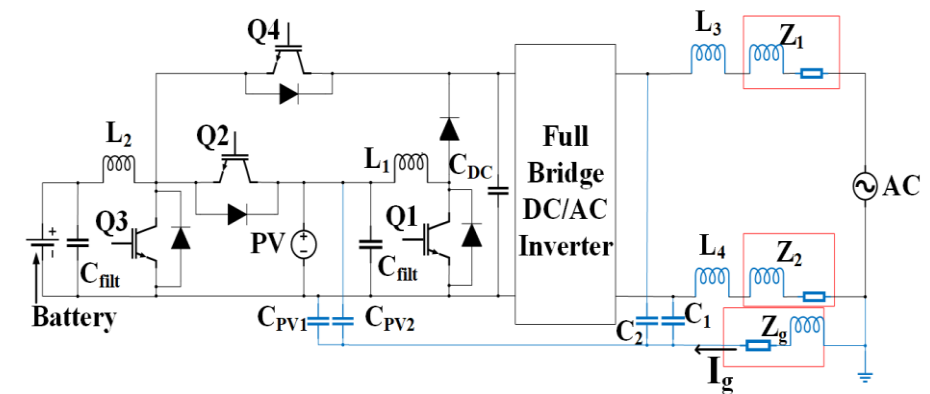 Q4
L3
Z1
L2
Q2
L1
CDC
Full
Bridge
DC/AC
Inverter
AC
Q3
PV
Q1
Cfilt
Cfilt
+
-
Battery
CPV1
CPV2
L4
Z2
C2
C1
Zg
Ig